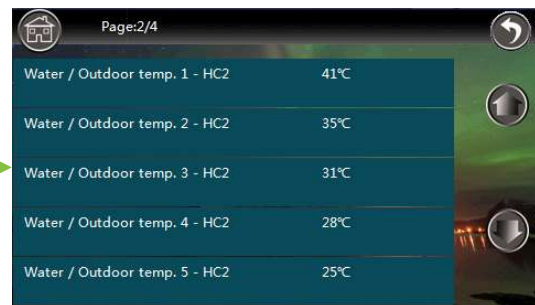 Page:2/4
Water / Outdoor temp. 1 - HC2 41℃
Water / Outdoor temp. 2 - HC2 35℃
Water / Outdoor temp. 3 - HC2 31℃
Water / Outdoor temp. 4 - HC2 28℃
Water / Outdoor temp. 5 - HC2 25℃